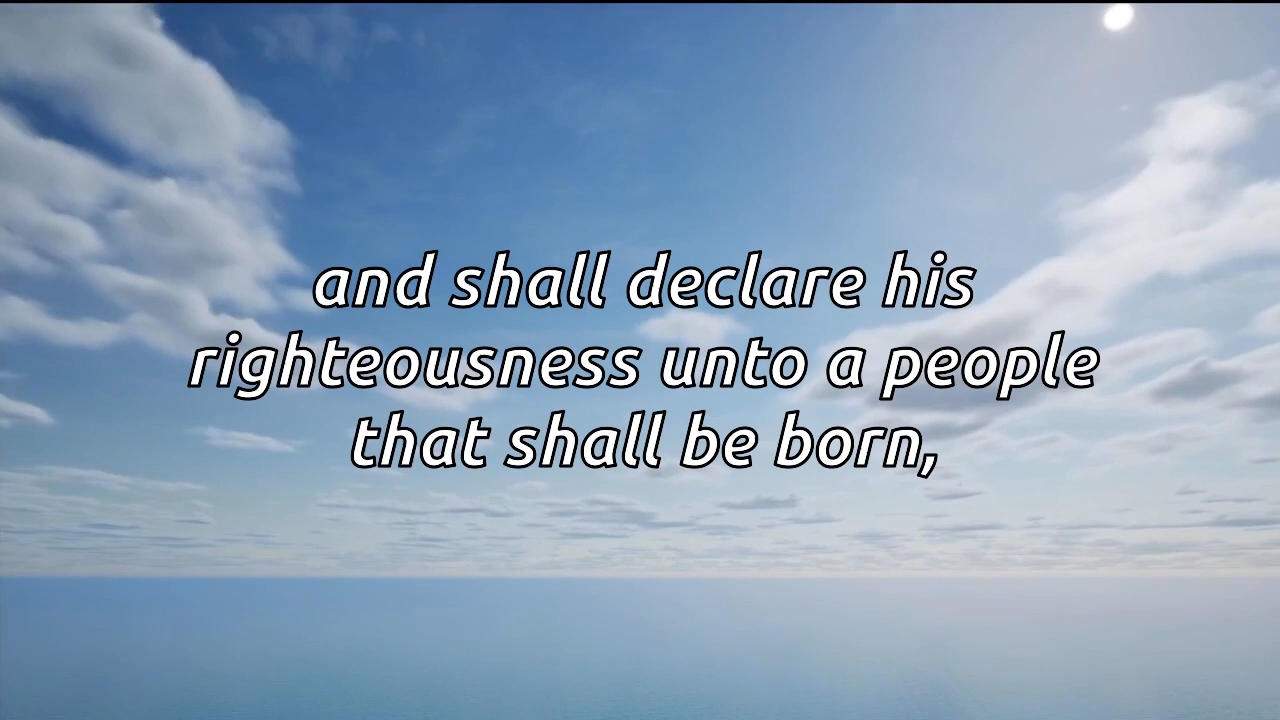 and shall declare his
righteousness unto a people
that shall be born,